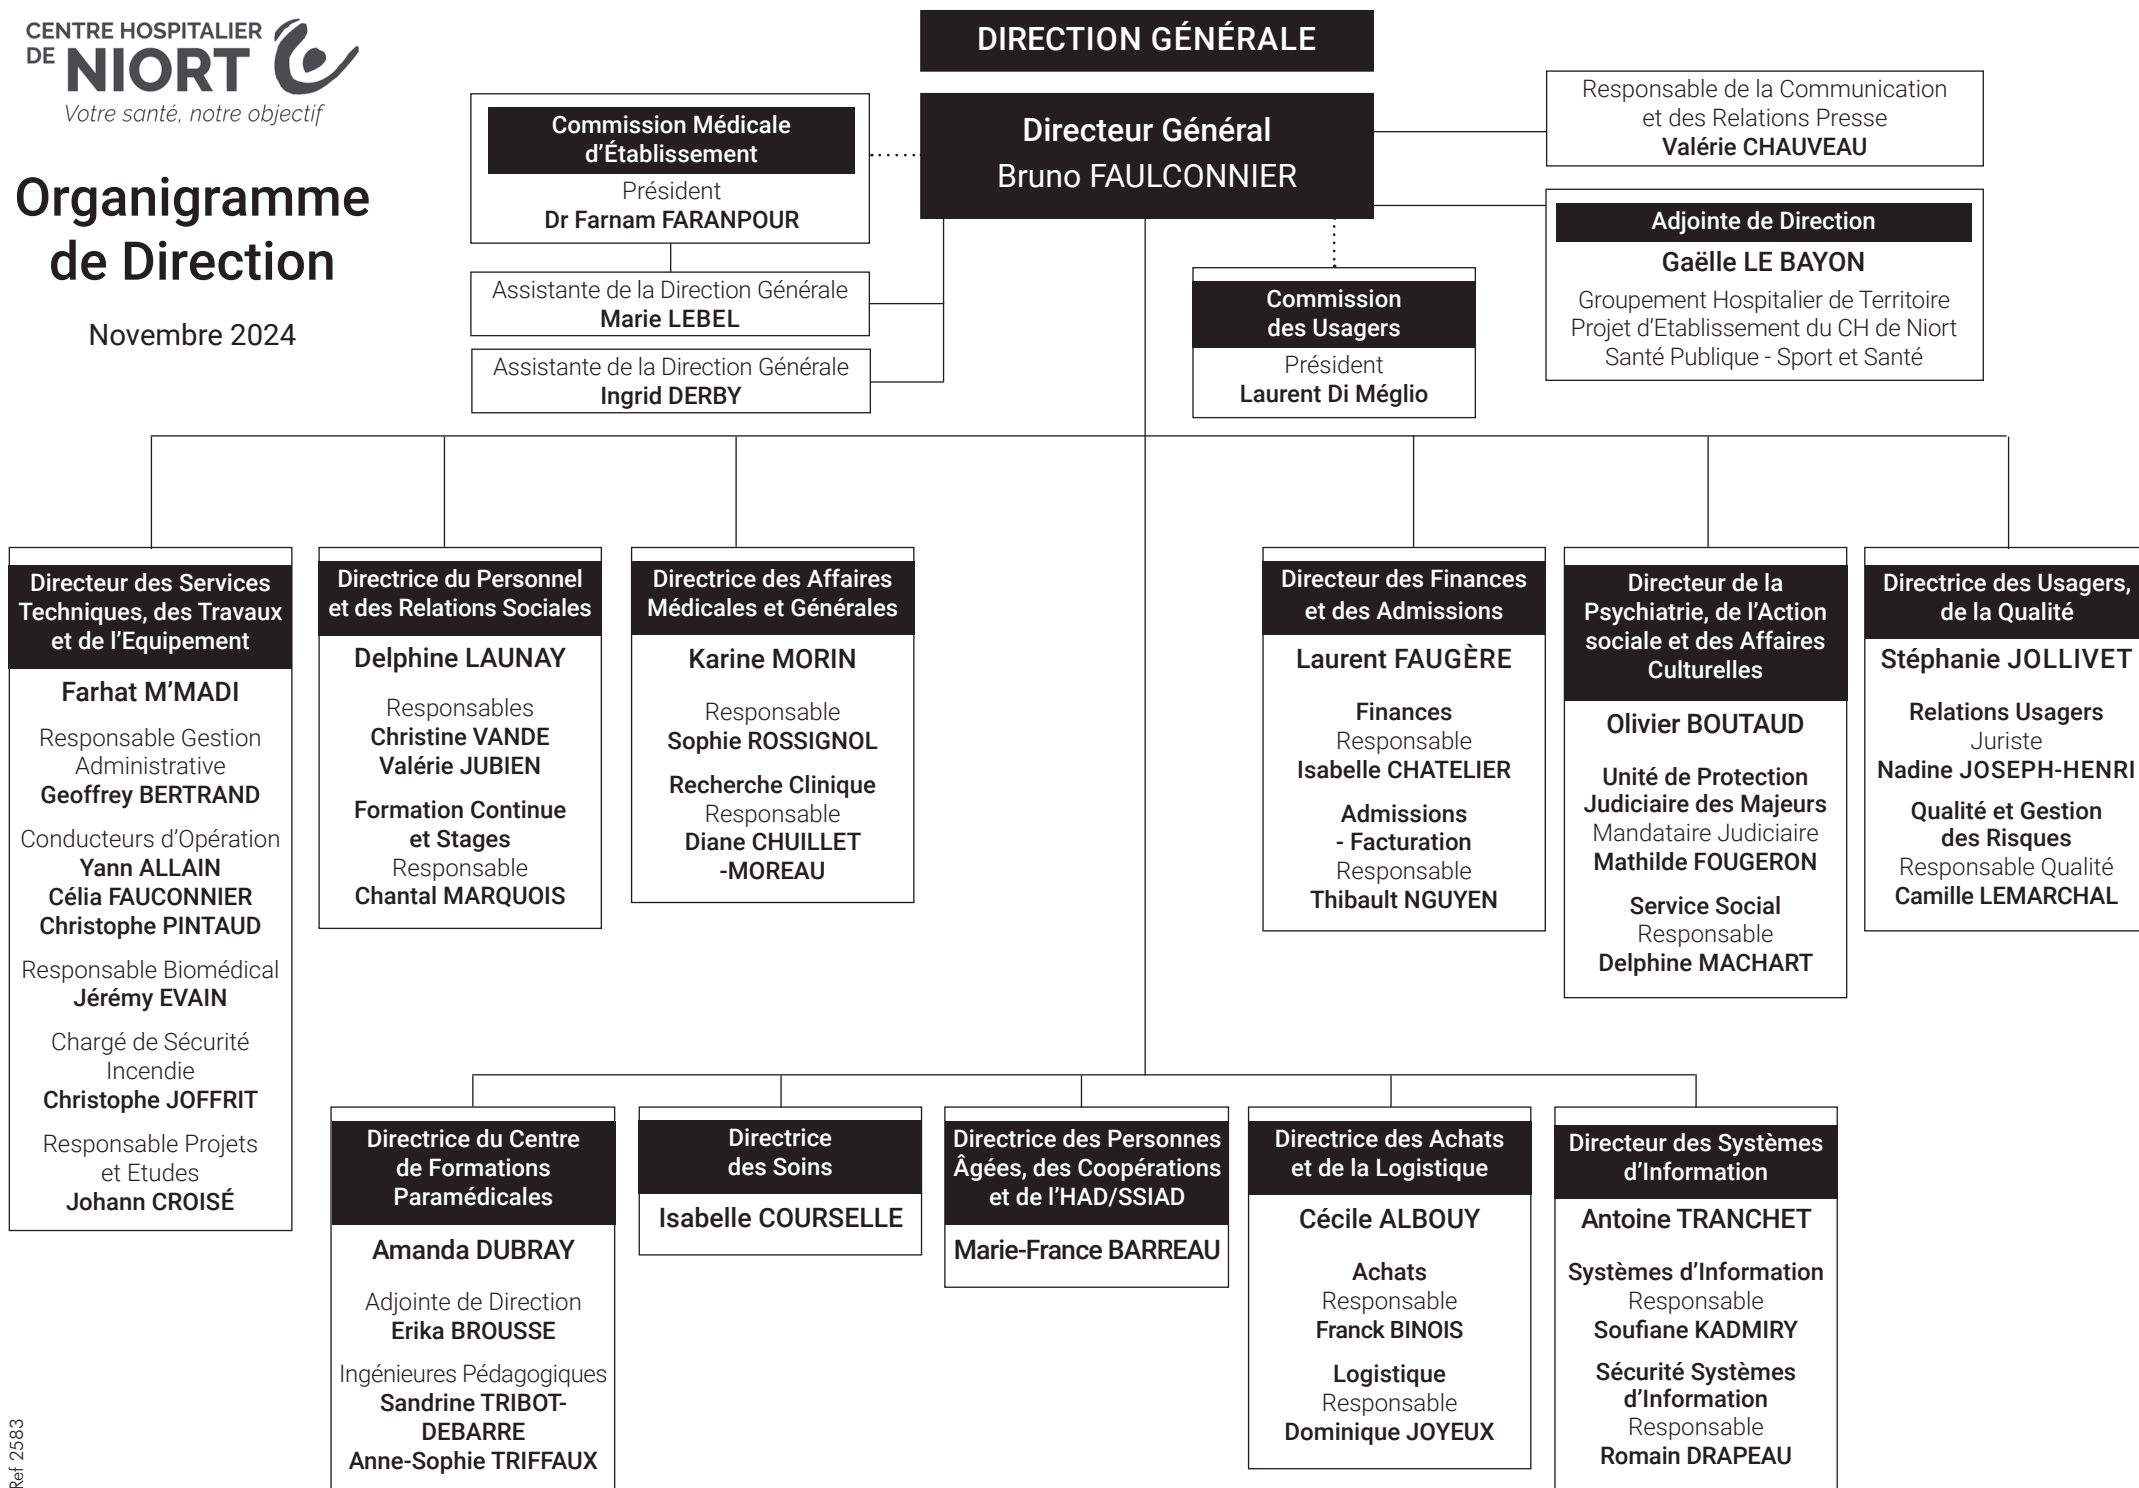 CENTRE HOSPITALIER
DE NIORT
Votre santé, notre objectif
Organigramme
de Direction
Novembre 2024
DIRECTION GÉNÉRALE
Directeur Général
Bruno FAULCONNIER
Commission Médicale
d’Établissement
Président
Dr Farnam FARANPOUR
Assistante de la Direction Générale
Marie LEBEL
Assistante de la Direction Générale
Ingrid DERBY
Commission
des Usagers
Président
Laurent Di Méglio
Responsable de la Communication
et des Relations Presse
Valérie CHAUVEAU
Adjointe de Direction
Gaëlle LE BAYON
Groupement Hospitalier de Territoire
Projet d’Etablissement du CH de Niort
Santé Publique - Sport et Santé
Directeur des Services
Techniques, des Travaux
et de l’Equipement
Farhat M’MADI
Responsable Gestion
Administrative
Geoffrey BERTRAND
Conducteurs d’Opération
Yann ALLAIN
Célia FAUCONNIER
Christophe PINTAUD
Responsable Biomédical
Jérémy EVAIN
Chargé de Sécurité
Incendie
Christophe JOFFRIT
Responsable Projets
et Etudes
Johann CROISÉ
Directrice du Personnel
et des Relations Sociales
Delphine LAUNAY
Responsables
Christine VANDE
Valérie JUBIEN
Formation Continue
et Stages
Responsable
Chantal MARQUOIS
Directrice des Affaires
Médicales et Générales
Karine MORIN
Responsable
Sophie ROSSIGNOL
Recherche Clinique
Responsable
Diane CHUILLET
-MOREAU
Directeur des Finances
et des Admissions
Laurent FAUGÈRE
Finances
Responsable
Isabelle CHATELIER
Admissions
- Facturation
Responsable
Thibault NGUYEN
Directeur de la
Psychiatrie, de l’Action
sociale et des Affaires
Culturelles
Olivier BOUTAUD
Unité de Protection
Judiciaire des Majeurs
Mandataire Judiciaire
Mathilde FOUGERON
Service Social
Responsable
Delphine MACHART
Directrice des Usagers,
de la Qualité
Stéphanie JOLLIVET
Relations Usagers
Juriste
Nadine JOSEPH-HENRI
Qualité et Gestion
des Risques
Responsable Qualité
Camille LEMARCHAL
Directrice du Centre
de Formations
Paramédicales
Amanda DUBRAY
Adjointe de Direction
Erika BROUSSE
Ingénieures Pédagogiques
Sandrine TRIBOT-
DEBARRE
Anne-Sophie TRIFFAUX
Directrice
des Soins
Isabelle COURSELLE
Directrice des Personnes
Âgées, des Coopérations
et de l’HAD/SSIAD
Marie-France BARREAU
Directrice des Achats
et de la Logistique
Cécile ALBOUY
Achats
Responsable
Franck BINOIS
Logistique
Responsable
Dominique JOYEUX
Directeur des Systèmes
d’Information
Antoine TRANCHET
Systèmes d’Information
Responsable
Soufiane KADMIRY
Sécurité Systèmes
d’Information
Responsable
Romain DRAPEAU
Ref 2583